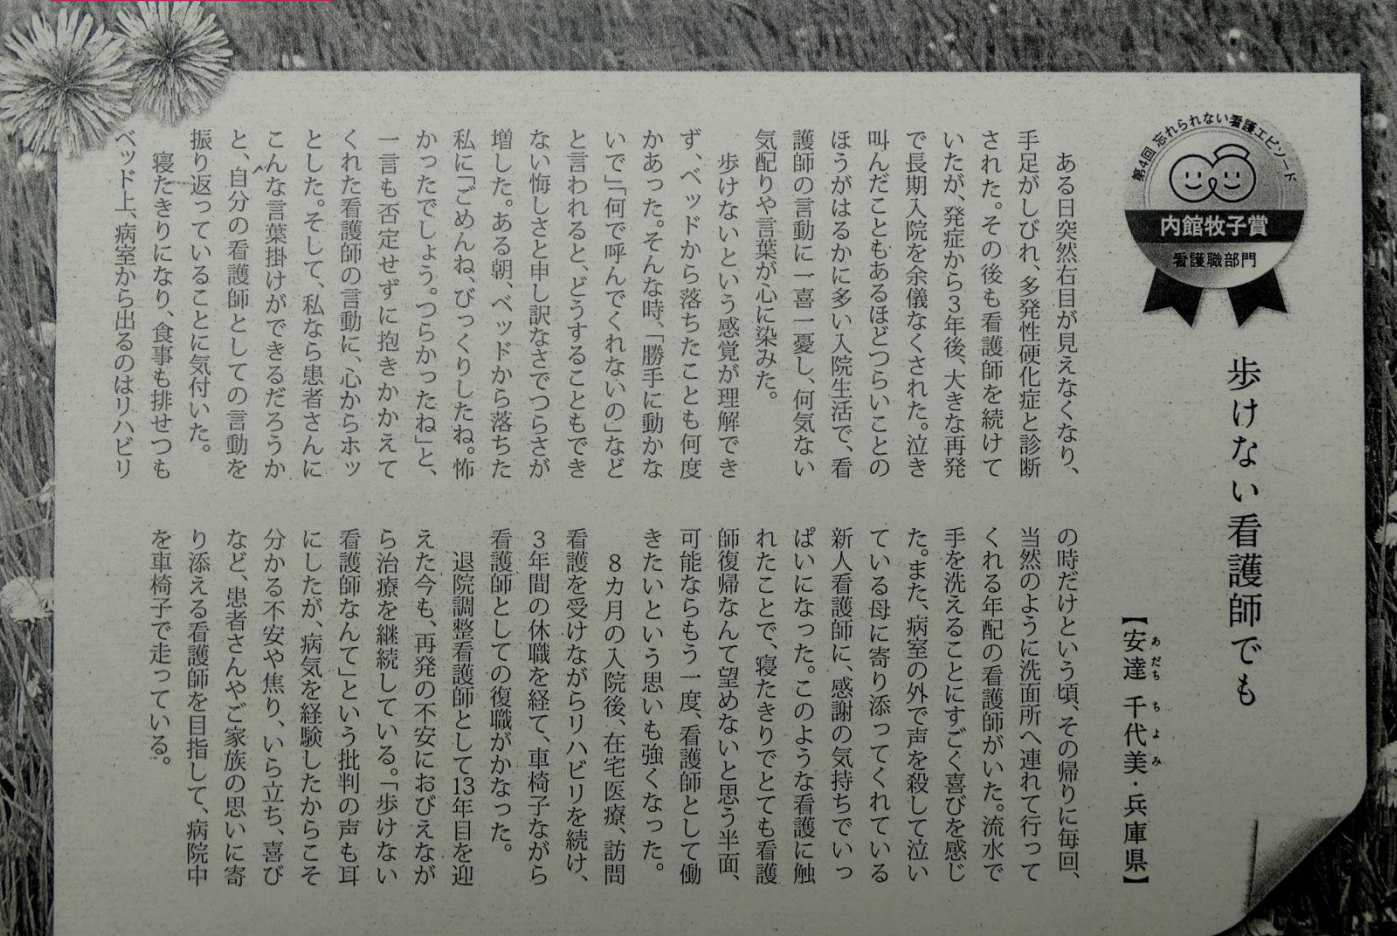 第4回 忘れられない看護エピソード
内館牧子賞
看護職部門
歩けない看護師でも
【安達 千代美・兵庫県】
あだち ちよみ
ある日突然右目が見えなくなり、
手足がしびれ、多発性硬化症と診断
された。その後も看護師を続けて
いたが、発症から3年後、大きな再発
で長期入院を余儀なくされた。泣き
叫んだこともあるほどつらいことの
ほうがはるかに多い入院生活で、看
護師の言動に一喜一憂し、何気ない
気配りや言葉が心に染みた。
歩けないという感覚が理解でき
ず、ベッドから落ちたことも何度
かあった。そんな時、「勝手に動かな
いで」「何で呼んでくれないの」など
と言われると、どうすることもでき
ない悔しさと申し訳なさでつらさが
増した。ある朝、ベッドから落ちた
私に「ごめんね、びっくりしたね。怖
かったでしょう。つらかったね」と、
一言も否定せずに抱きかかえて
くれた看護師の言動に、心からホッ
とした。そして、私なら患者さんに
こんな言葉掛けができるだろうか
と、自分の看護師としての言動を
振り返っていることに気付いた。
寝たきりになり、食事も排せつも
ベッド上、病室から出るのはリハビリ
の時だけという頃、その帰りに毎回、
当然のように洗面所へ連れて行って
くれる年配の看護師がいた。流水で
手を洗えることにすごく喜びを感じ
た。また、病室の外で声を殺して泣い
ている母に寄り添ってくれている
新人看護師に、感謝の気持ちでいっ
ぱいになった。このような看護に触
れたことで、寝たきりでとても看護
師復帰なんて望めないと思う半面、
可能ならもう一度、看護師として働
きたいという思いも強くなった。
8カ月の入院後、在宅医療、訪問
看護を受けながらリハビリを続け、
3年間の休職を経て、車椅子ながら
看護師としての復職がかなった。
退院調整看護師として13年目を迎
えた今も、再発の不安におびえなが
ら治療を継続している。「歩けない
看護師なんて」という批判の声も耳
にしたが、病気を経験したからこそ
分かる不安や焦り、いら立ち、喜び
など、患者さんやご家族の思いに寄
り添える看護師を目指して、病院中
を車椅子で走っている。